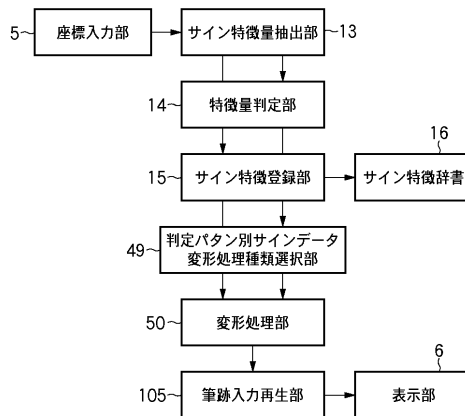 5
座標入力部
サイン特徴量抽出部
13
14
特徴量判定部
16
15
サイン特徴登録部
サイン特徴辞書
49
判定パタン別サインデータ
変形処理種類選択部
50
変形処理部
6
105
筆跡入力再生部
表示部